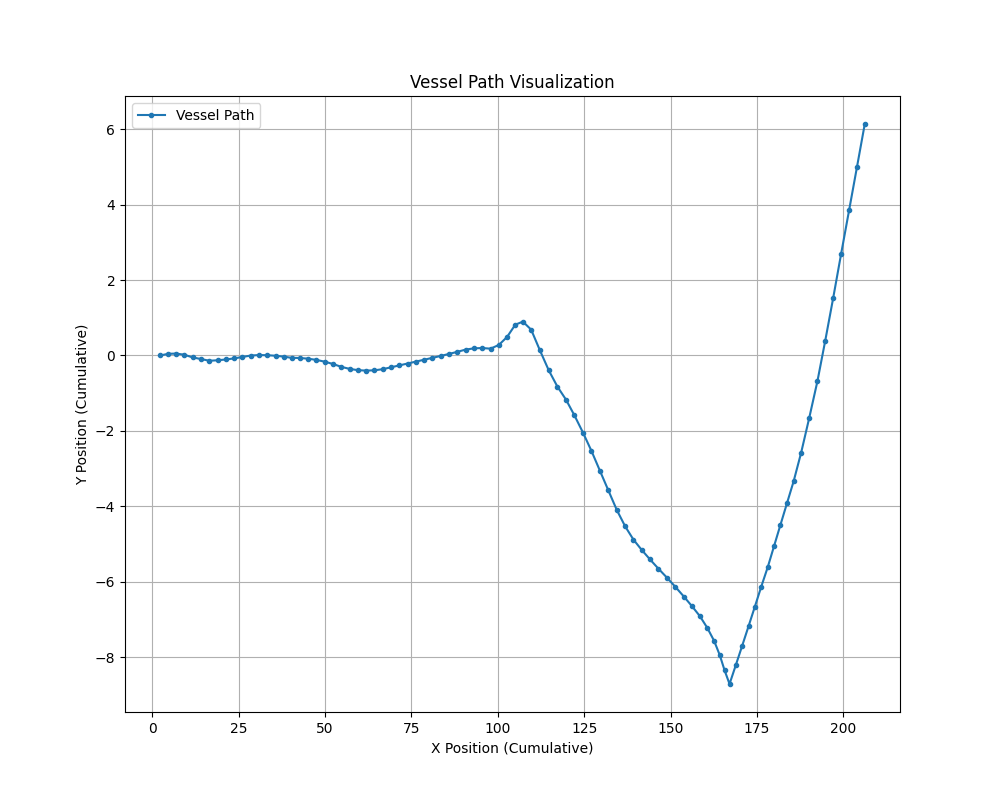 Vessel Path Visualization
Vessel Path
6
4
2
0
−2
−4
−6
−8
Y Position (Cumulative)
0 25 50 75 100 125 150 175 200
X Position (Cumulative)